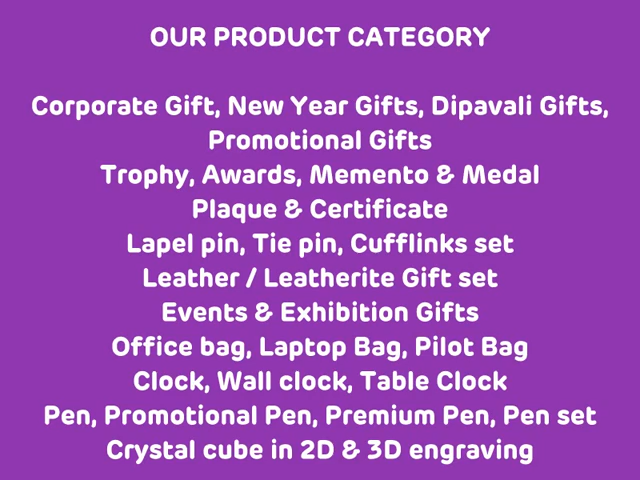 OUR PRODUCT CATEGORY
Corporate Gift, New Year Gifts, Dipavali Gifts,
Promotional Gifts
Trophy, Awards, Memento & Medal
Plaque & Certificate
Lapel pin, Tie pin, Cufflinks set
Leather / Leatherite Gift set
Events & Exhibition Gifts
Office bag, Laptop Bag, Pilot Bag
Clock, Wall clock, Table Clock
Pen, Promotional Pen, Premium Pen, Pen set
Crystal cube in 2D & 3D engraving